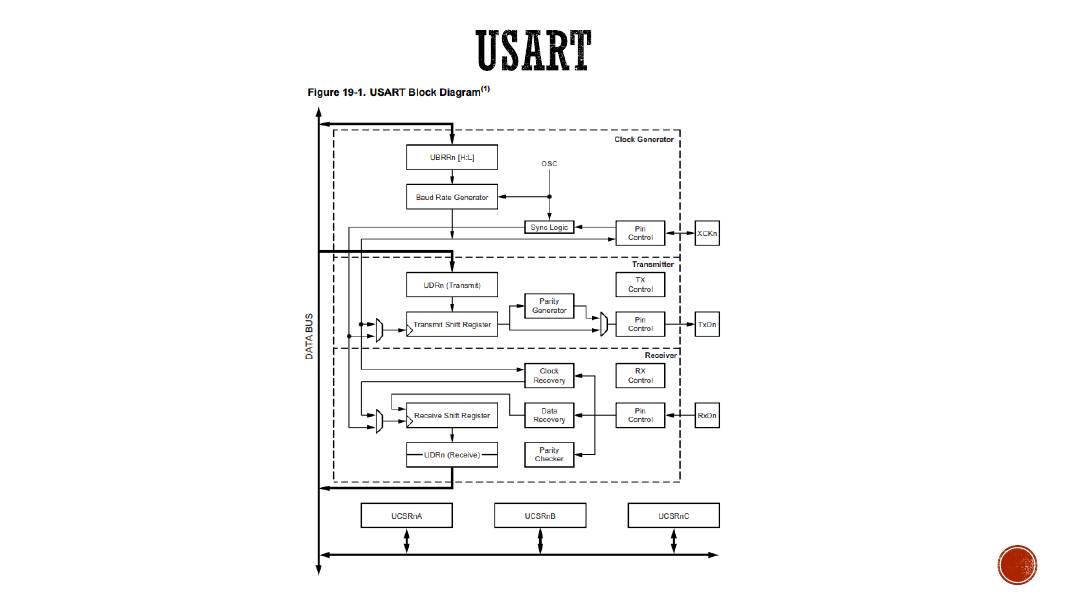 USART
Figure 19-1. USART Block Diagram(1)
Clock Generator
UBRRn [H:L]
OSC
Baud Rate Generator
Sync Logic
Pin
Control
XCKn
Transmitter
UDRn (Transmit)
TX
Control
Parity
Generator
Transmit Shift Register
Pin
Control
TxDn
DATA BUS
Receiver
Clock
Recovery
RX
Control
Receive Shift Register
Data
Recovery
Pin
Control
RxDn
UDRn (Receive)
Parity
Checker
UCSRnA
UCSRnB
UCSRnC